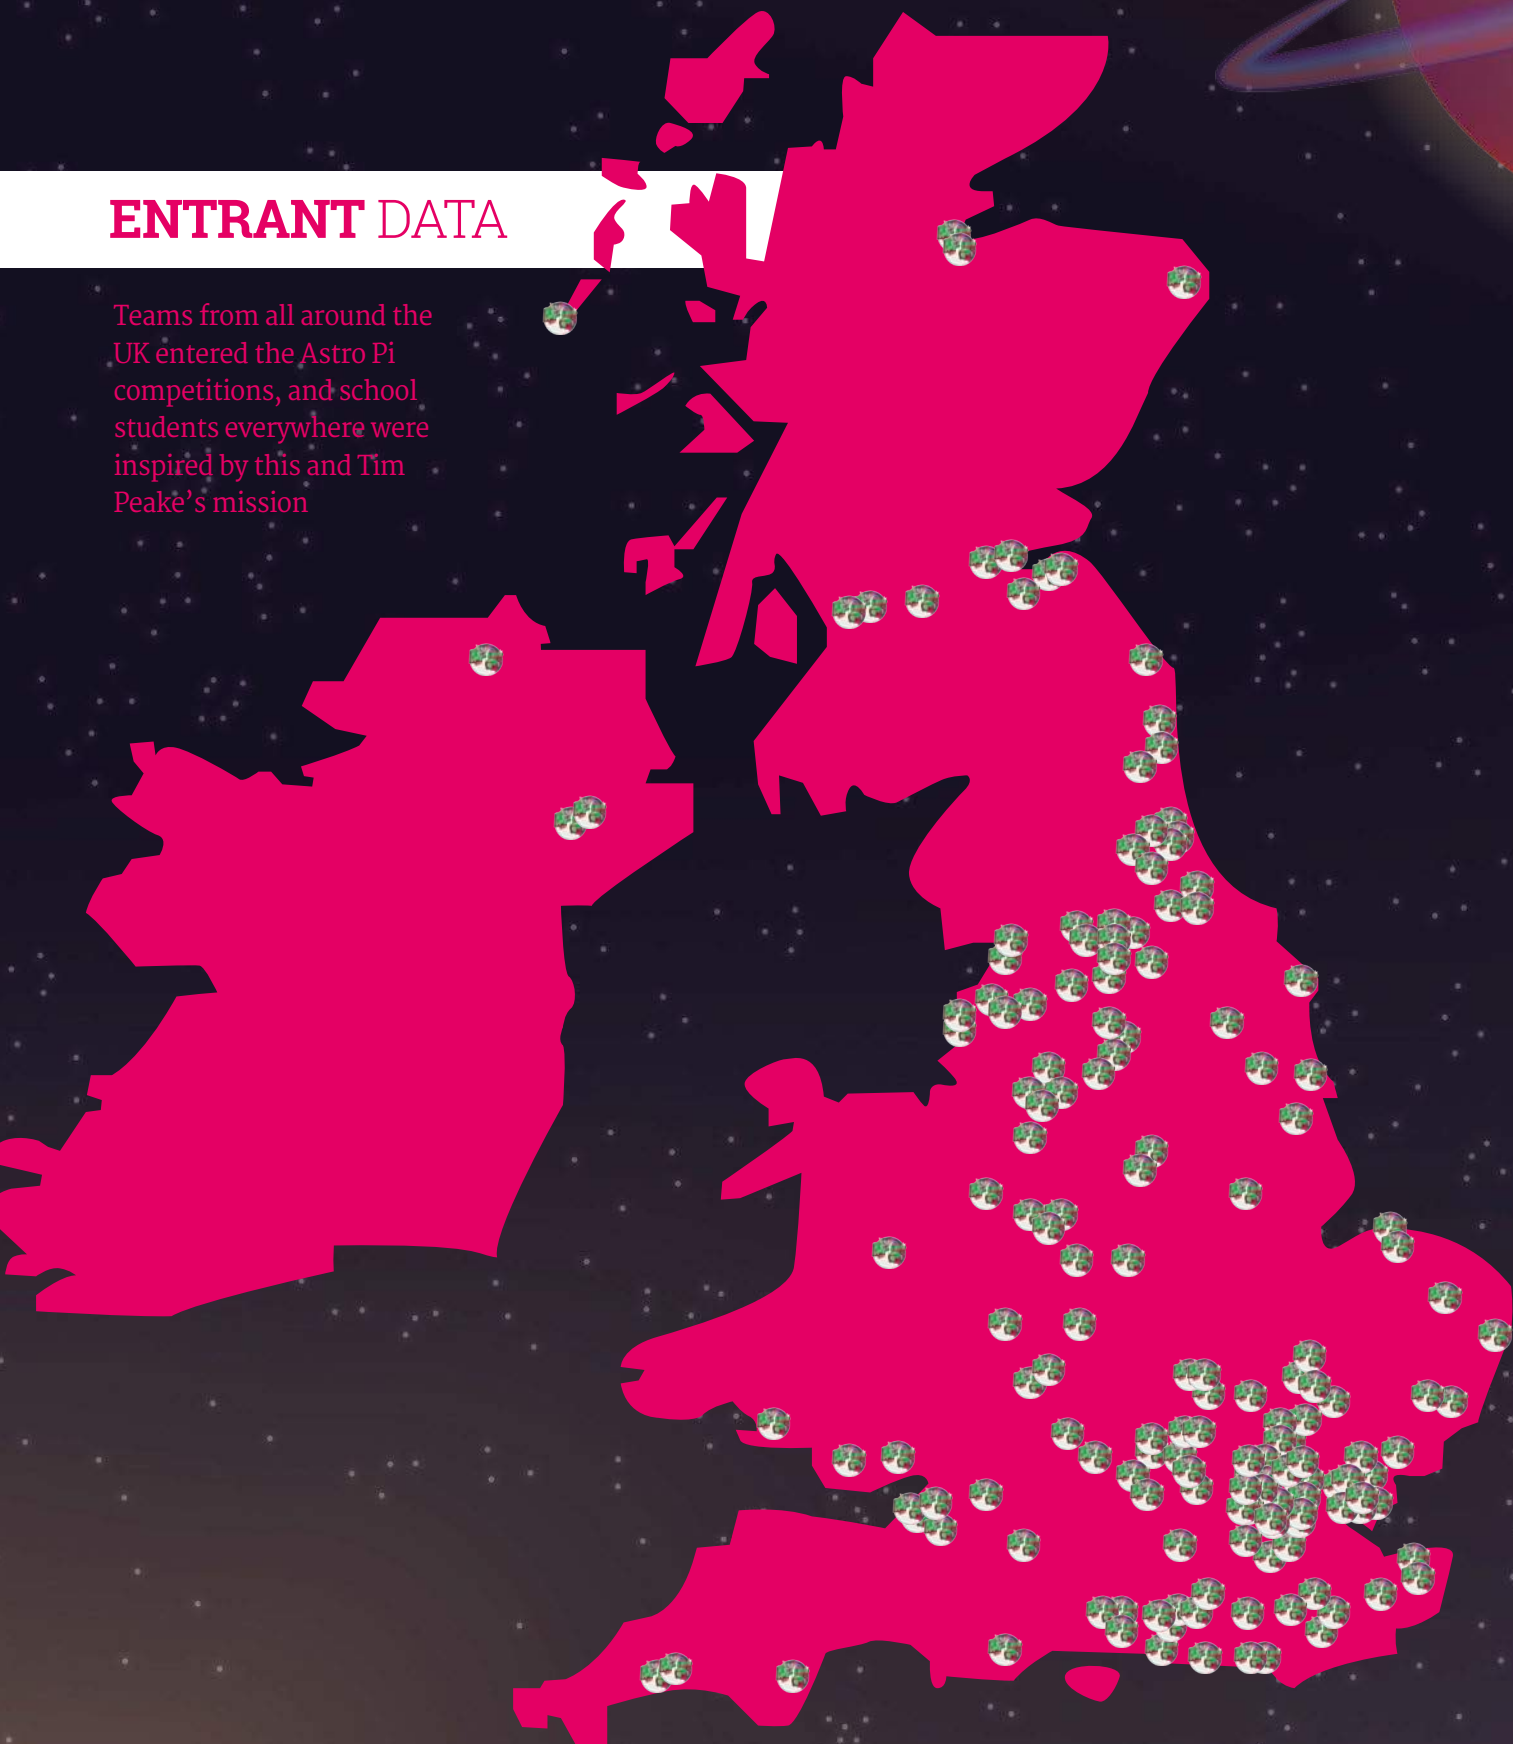 ENTRANT DATA
Teams from all around the
UK entered the Astro Pi
competitions, and school
students everywhere were
inspired by this and Tim
Peake’s mission